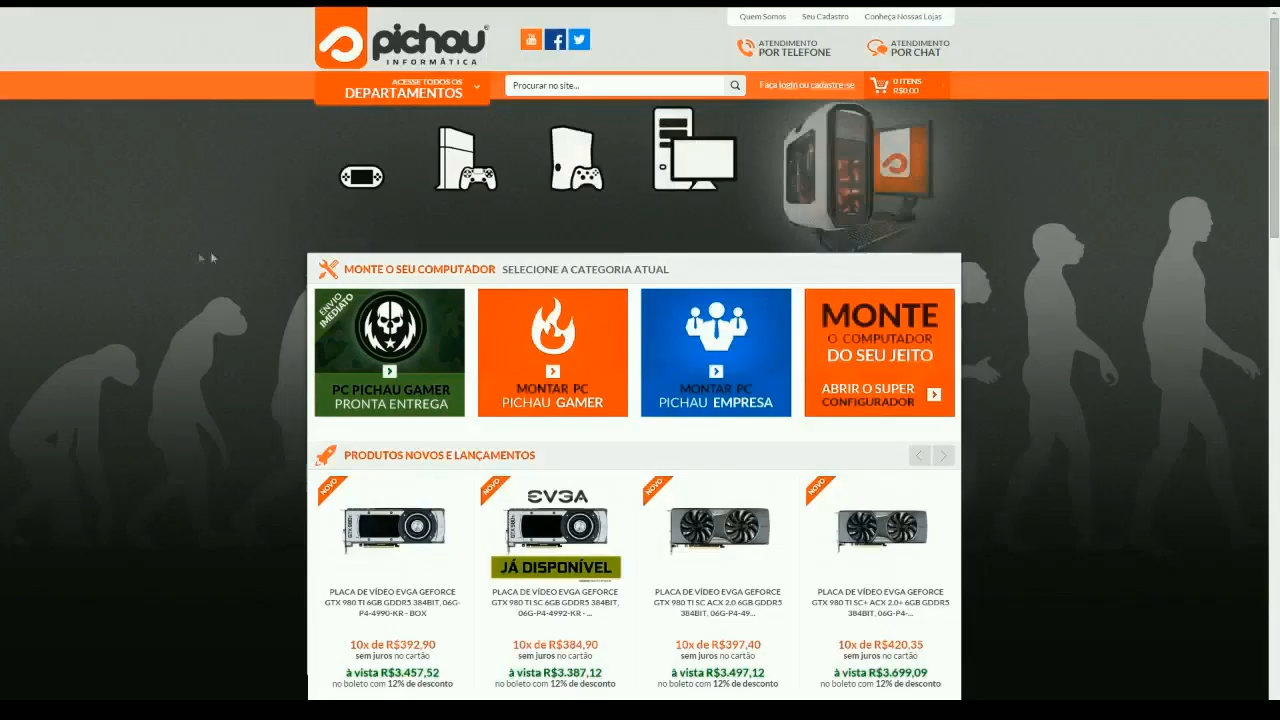 Quem Somos Seu Cadastro Conheça Nossas Lojas
pichau
INFORMÁTICA
You
Tube
ATENDIMENTO
POR TELEFONE
ATENDIMENTO
POR CHAT
ACESSE TODOS OS
DEPARTAMENTOS
Procurar no site...
Faça login ou cadastre-se
0 ITENS
R$0,00
MONTE O SEU COMPUTADOR SELECIONE A CATEGORIA ATUAL
ENVIO
IMEDIATO
PC PICHAU GAMER
PRONTA ENTREGA
MONTAR PC
PICHAU GAMER
MONTAR PC
PICHAU EMPRESA
MONTE
O COMPUTADOR
DO SEU JEITO
ABRIR O SUPER
CONFIGURADOR
PRODUTOS NOVOS E LANÇAMENTOS
NOVO
PLACA DE VÍDEO EVGA GEFORCE
GTX 980 TI 6GB GDDR5 384BIT, 06G-
P4-4990-KR - BOX
10x de R$392,90
sem juros no cartão
à vista R$3.457,52
no boleto com 12% de desconto
NOVO
EVGA
JÁ DISPONÍVEL
PLACA DE VÍDEO EVGA GEFORCE
GTX 980 TI SC 6GB GDDR5 384BIT,
06G-P4-4992-KR - ...
10x de R$384,90
sem juros no cartão
à vista R$3.387,12
no boleto com 12% de desconto
NOVO
PLACA DE VÍDEO EVGA GEFORCE
GTX 980 TI SC ACX 2.0 6GB GDDR5
384BIT, 06G-P4-49...
10x de R$397,40
sem juros no cartão
à vista R$3.497,12
no boleto com 12% de desconto
NOVO
PLACA DE VÍDEO EVGA GEFORCE
GTX 980 TI SC+ ACX 2.0+ 6GB GDDR5
384BIT, 06G-P4-...
10x de R$420,35
sem juros no cartão
à vista R$3.699,09
no boleto com 12% de desconto